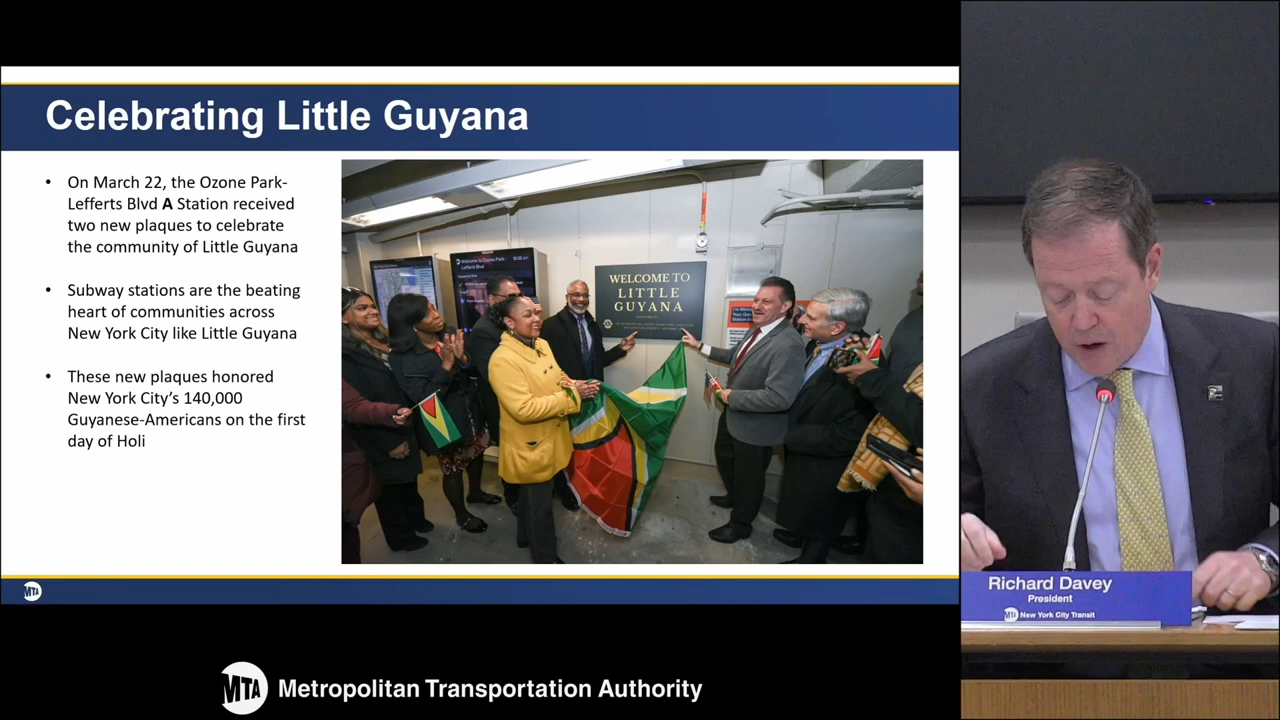 Celebrating Little Guyana
• On March 22, the Ozone Park-
Lefferts Blvd A Station received
two new plaques to celebrate
the community of Little Guyana
• Subway stations are the beating
heart of communities across
New York City like Little Guyana
• These new plaques honored
New York City's 140,000
Guyanese-Americans on the first
day of Holi
WELCOME TO
LITTLE
GUYANA
MTA
Richard Davey
President
MTA New York City Transit
MTA Metropolitan Transportation Authority